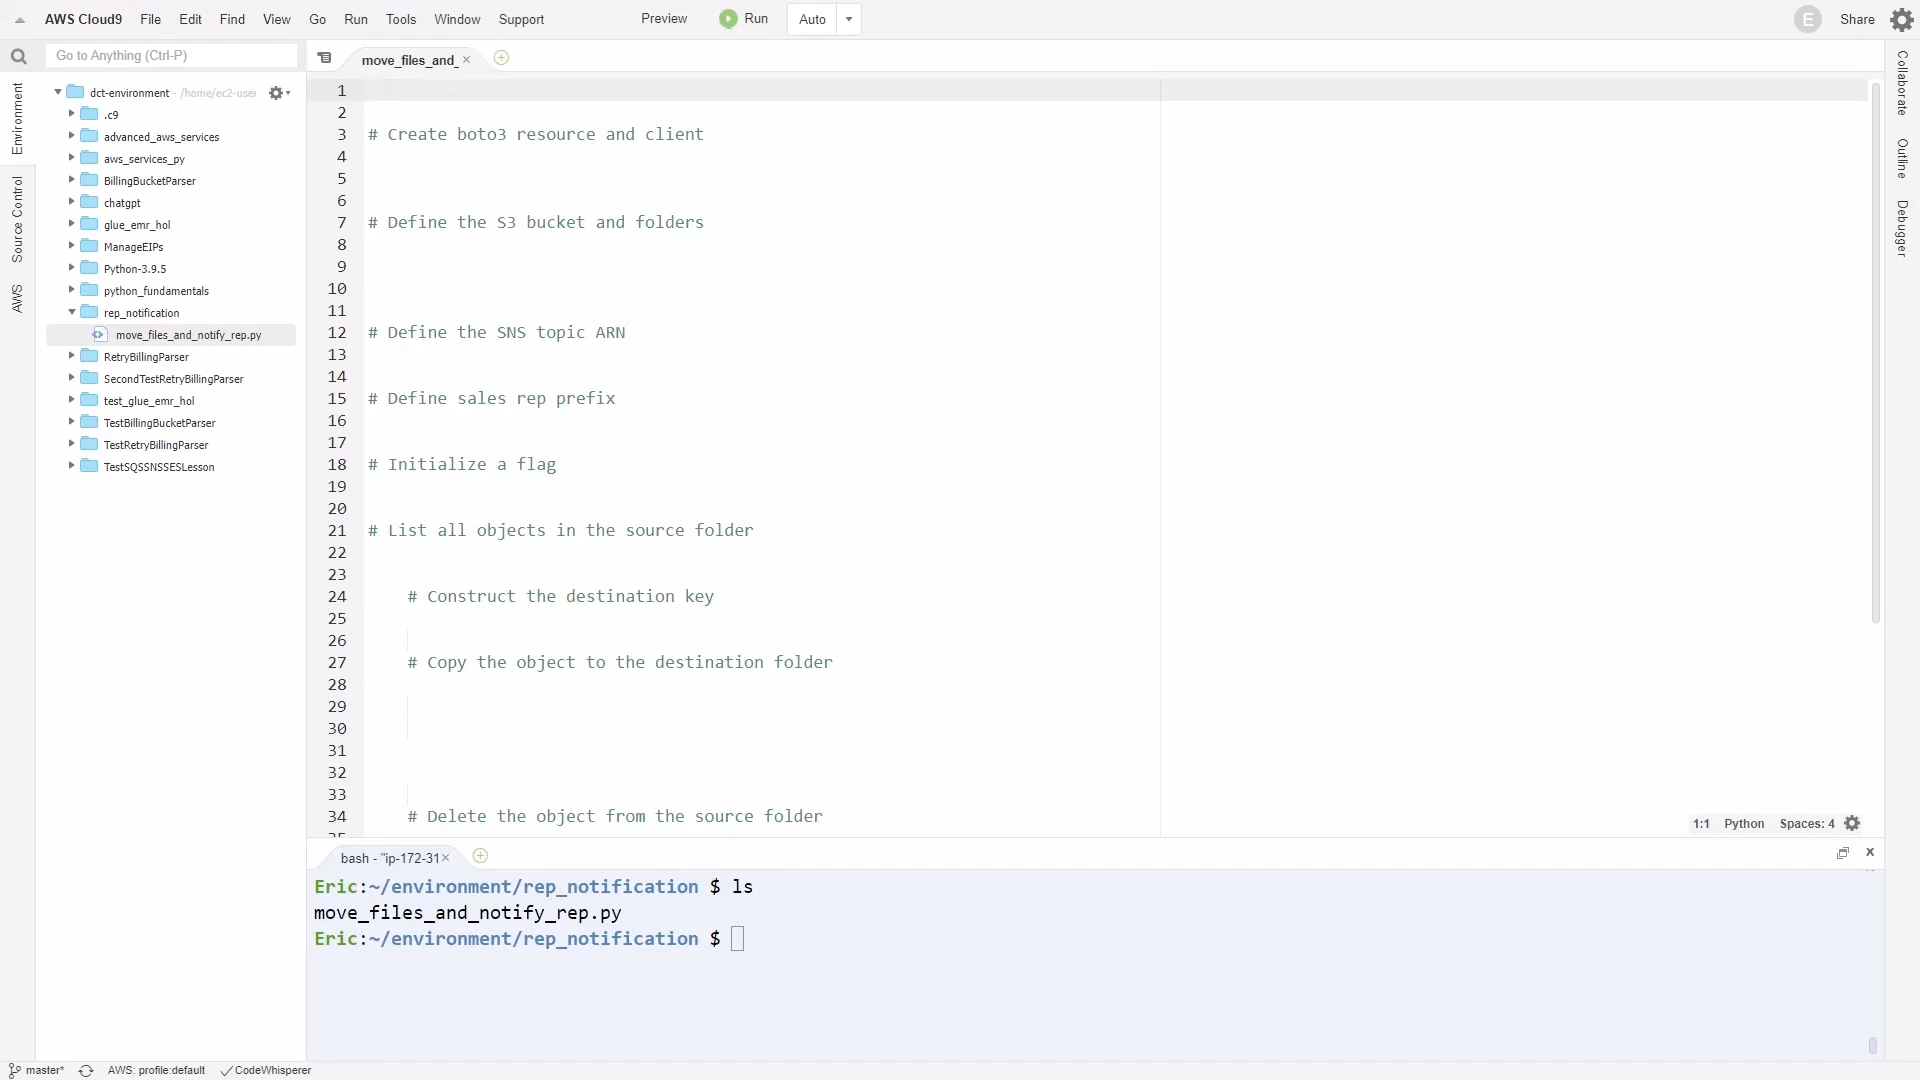 AWS Cloud9 File Edit Find View Go Run Tools Window Support Preview Run Auto E Share
Go to Anything (Ctrl-P)
move_files_and_
Environment
Source Control
AWS
dct-environment - /home/ec2-user
.c9
advanced_aws_services
aws_services_py
BillingBucketParser
chatgpt
glue_emr_hol
ManageEIPs
Python-3.9.5
python_fundamentals
rep_notification
move_files_and_notify_rep.py
RetryBillingParser
SecondTestRetryBillingParser
test_glue_emr_hol
TestBillingBucketParser
TestRetryBillingParser
TestSQSSNSSESLesson
1
2
3 # Create boto3 resource and client
4
5
6
7 # Define the S3 bucket and folders
8
9
10
11
12 # Define the SNS topic ARN
13
14
15 # Define sales rep prefix
16
17
18 # Initialize a flag
19
20
21 # List all objects in the source folder
22
23
24 # Construct the destination key
25
26
27 # Copy the object to the destination folder
28
29
30
31
32
33
34 # Delete the object from the source folder
35
1:1 Python Spaces: 4
Collaborate
Outline
Debugger
bash - "ip-172-31
Eric:~/environment/rep_notification $ ls
move_files_and_notify_rep.py
Eric:~/environment/rep_notification $
master* AWS: profile:default CodeWhisperer